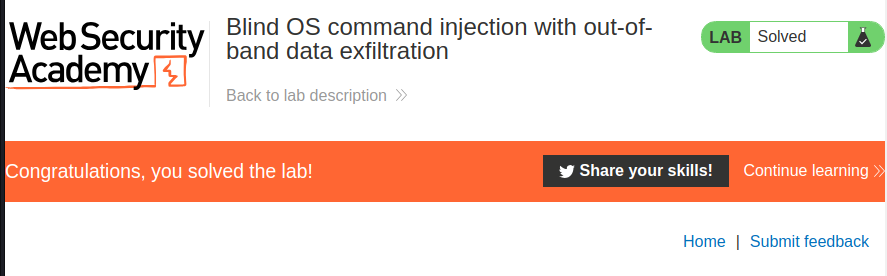 Web Security
Academy
Blind OS command injection with out-of-
band data exfiltration
Back to lab description
LAB Solved
Congratulations, you solved the lab!
Share your skills!
Continue learning
Home | Submit feedback